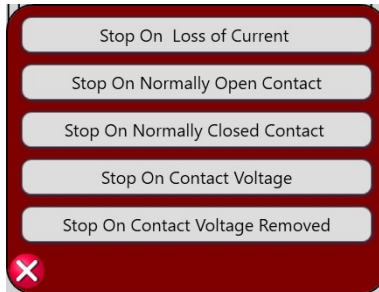 Stop On Loss of Current
Stop On Normally Open Contact
Stop On Normally Closed Contact
Stop On Contact Voltage
Stop On Contact Voltage Removed